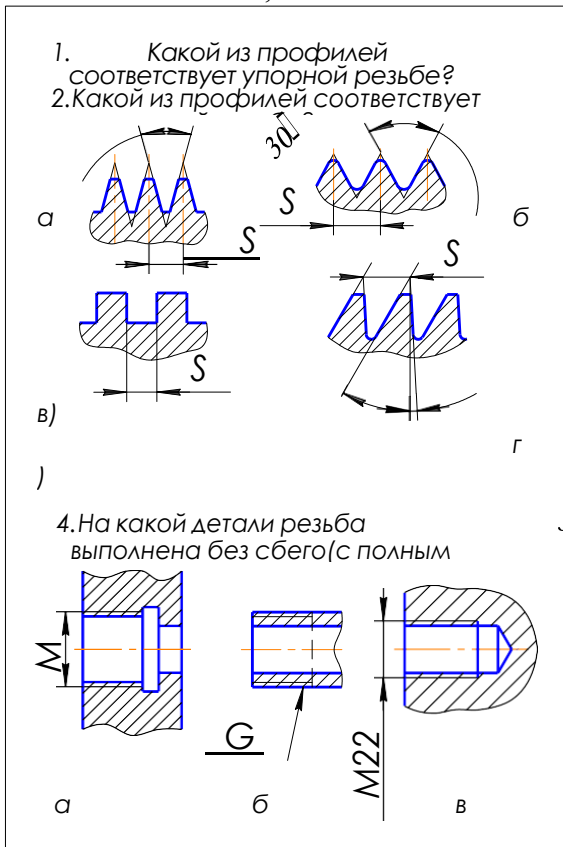 1. Какой из профилей
соответствует упорной резьбе?
2.Какой из профилей соответствует
30
S
а
б
S
S
S
в)
г
)
4.На какой детали резьба
выполнена без сбего(с полным
M
G
M22
а
б
в